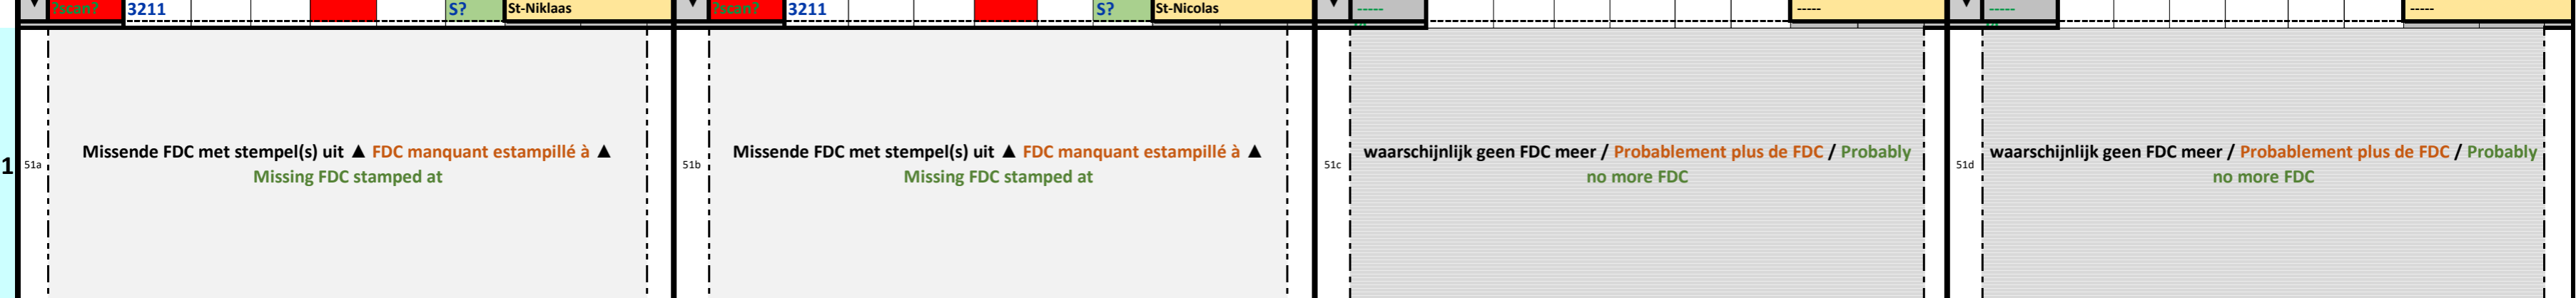 ▼ ?scan? 3211 S? St-Niklaas ▼ ?scan? 3211 S? St-Nicolas ▼ ----- ----- ▼ ----- -----
Missende FDC met stempel(s) uit ▲ FDC manquant estampillé à ▲
Missing FDC stamped at
Missende FDC met stempel(s) uit ▲ FDC manquant estampillé à ▲
Missing FDC stamped at
waarschijnlijk geen FDC meer / Probablement plus de FDC / Probably
no more FDC
waarschijnlijk geen FDC meer / Probablement plus de FDC / Probably
no more FDC
1 51a 51b 51c 51d